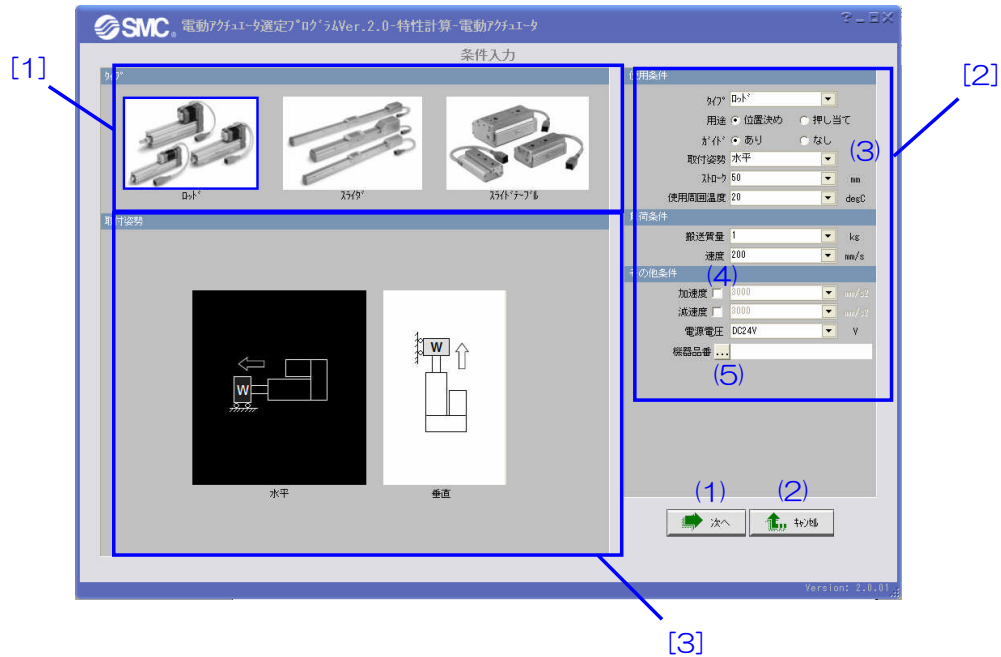 SMC. 電動ｱｸﾁｭｴｰﾀ選定ﾌﾟﾛｸﾞﾗﾑVer.2.0-特性計算-電動ｱｸﾁｭｴｰﾀ
条件入力
[1]
ﾀｲﾌﾟ
ﾛｯﾄﾞ
ｽﾗｲﾀﾞ
ｽﾗｲﾄﾞﾃｰﾌﾞﾙ
取付姿勢
W
水平
W
垂直
[3]
[2]
使用条件
ﾀｲﾌﾟ ﾛｯﾄﾞ
用途 位置決め 押し当て
ｶﾞｲﾄﾞ あり なし
(3)
取付姿勢 水平
ｽﾄﾛｰｸ 50 mm
使用周囲温度 20 degC
負荷条件
搬送質量 1 kg
速度 200 mm/s
その他条件
(4)
加速度 3000 mm/s2
減速度 3000 mm/s2
電源電圧 DC24V V
機器品番 ...
(5)
(1)
(2)
次へ
ｷｬﾝｾﾙ
Version: 2.0.01